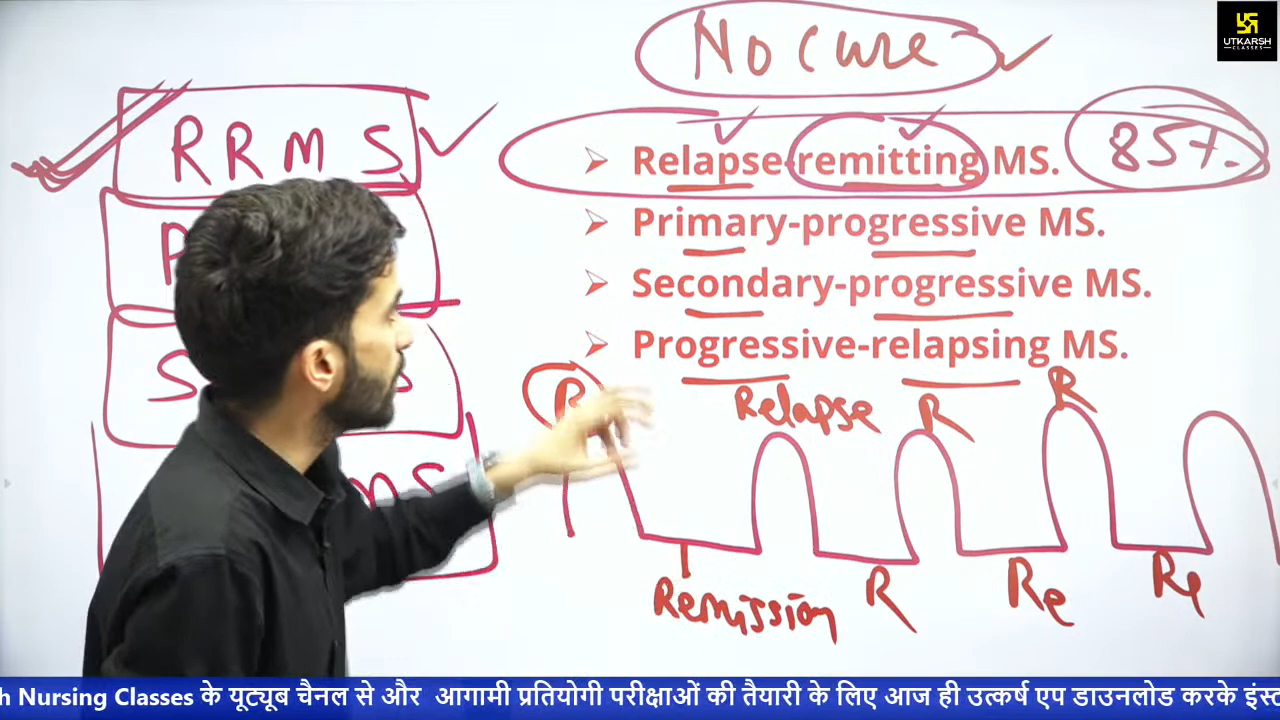 No Cure
UTKARSH
CLASSES
RRMS
Relapse-remitting MS.
85%.
Primary-progressive MS.
Secondary-progressive MS.
Progressive-relapsing MS.
R
Relapse
R
R
MS
Remission
R
Re
Re
h Nursing Classes के यूट्यूब चैनल से और आगामी प्रतियोगी परीक्षाओं की तैयारी के लिए आज ही उत्कर्ष एप डाउनलोड करके इंस्ट